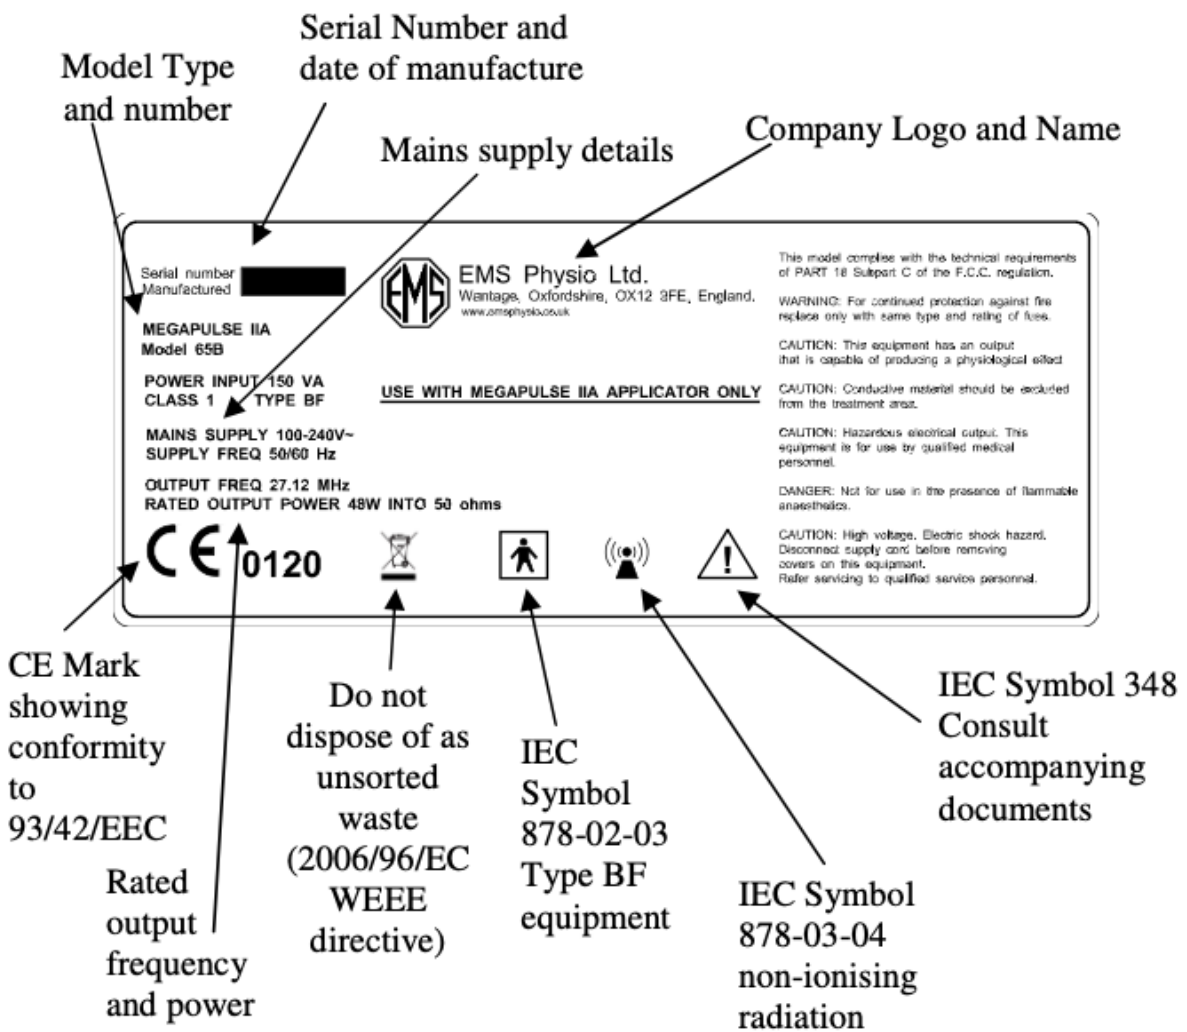 Serial Number and
date of manufacture
Model Type
and number
Mains supply details
Company Logo and Name
Serial number
Manufactured
MEGAPULSE IIA
Model 65B
POWER INPUT 150 VA
CLASS 1 TYPE BF
MAINS SUPPLY 100-240V~
SUPPLY FREQ 50/60 Hz
OUTPUT FREQ 27.12 MHz
RATED OUTPUT POWER 48W INTO 50 ohms
CE 0120
EMS
EMS Physio Ltd.
Wantage, Oxfordshire, OX12 9FE, England.
www.emsphysio.co.uk
USE WITH MEGAPULSE IIA APPLICATOR ONLY
This model complies with the technical requirements
of PART 18 Subpart C of the F.C.C. regulation.
WARNING: For continued protection against fire
replace only with same type and rating of fuses.
CAUTION: This equipment has an output
that is capable of producing a physiological effect
CAUTION: Conductive material should be excluded
from the treatment area.
CAUTION: Hazardous electrical output. This
equipment is for use by qualified medical
personnel.
DANGER: Not for use in the presence of flammable
anaesthetics.
CAUTION: High voltage. Electric shock hazard.
Disconnect supply cord before removing
covers on this equipment.
Refer servicing to qualified service personnel.
CE Mark
showing
conformity
to
93/42/EEC
Rated
output
frequency
and power
Do not
dispose of as
unsorted
waste
(2006/96/EC
WEEE
directive)
IEC
Symbol
878-02-03
Type BF
equipment
IEC Symbol
878-03-04
non-ionising
radiation
IEC Symbol 348
Consult
accompanying
documents